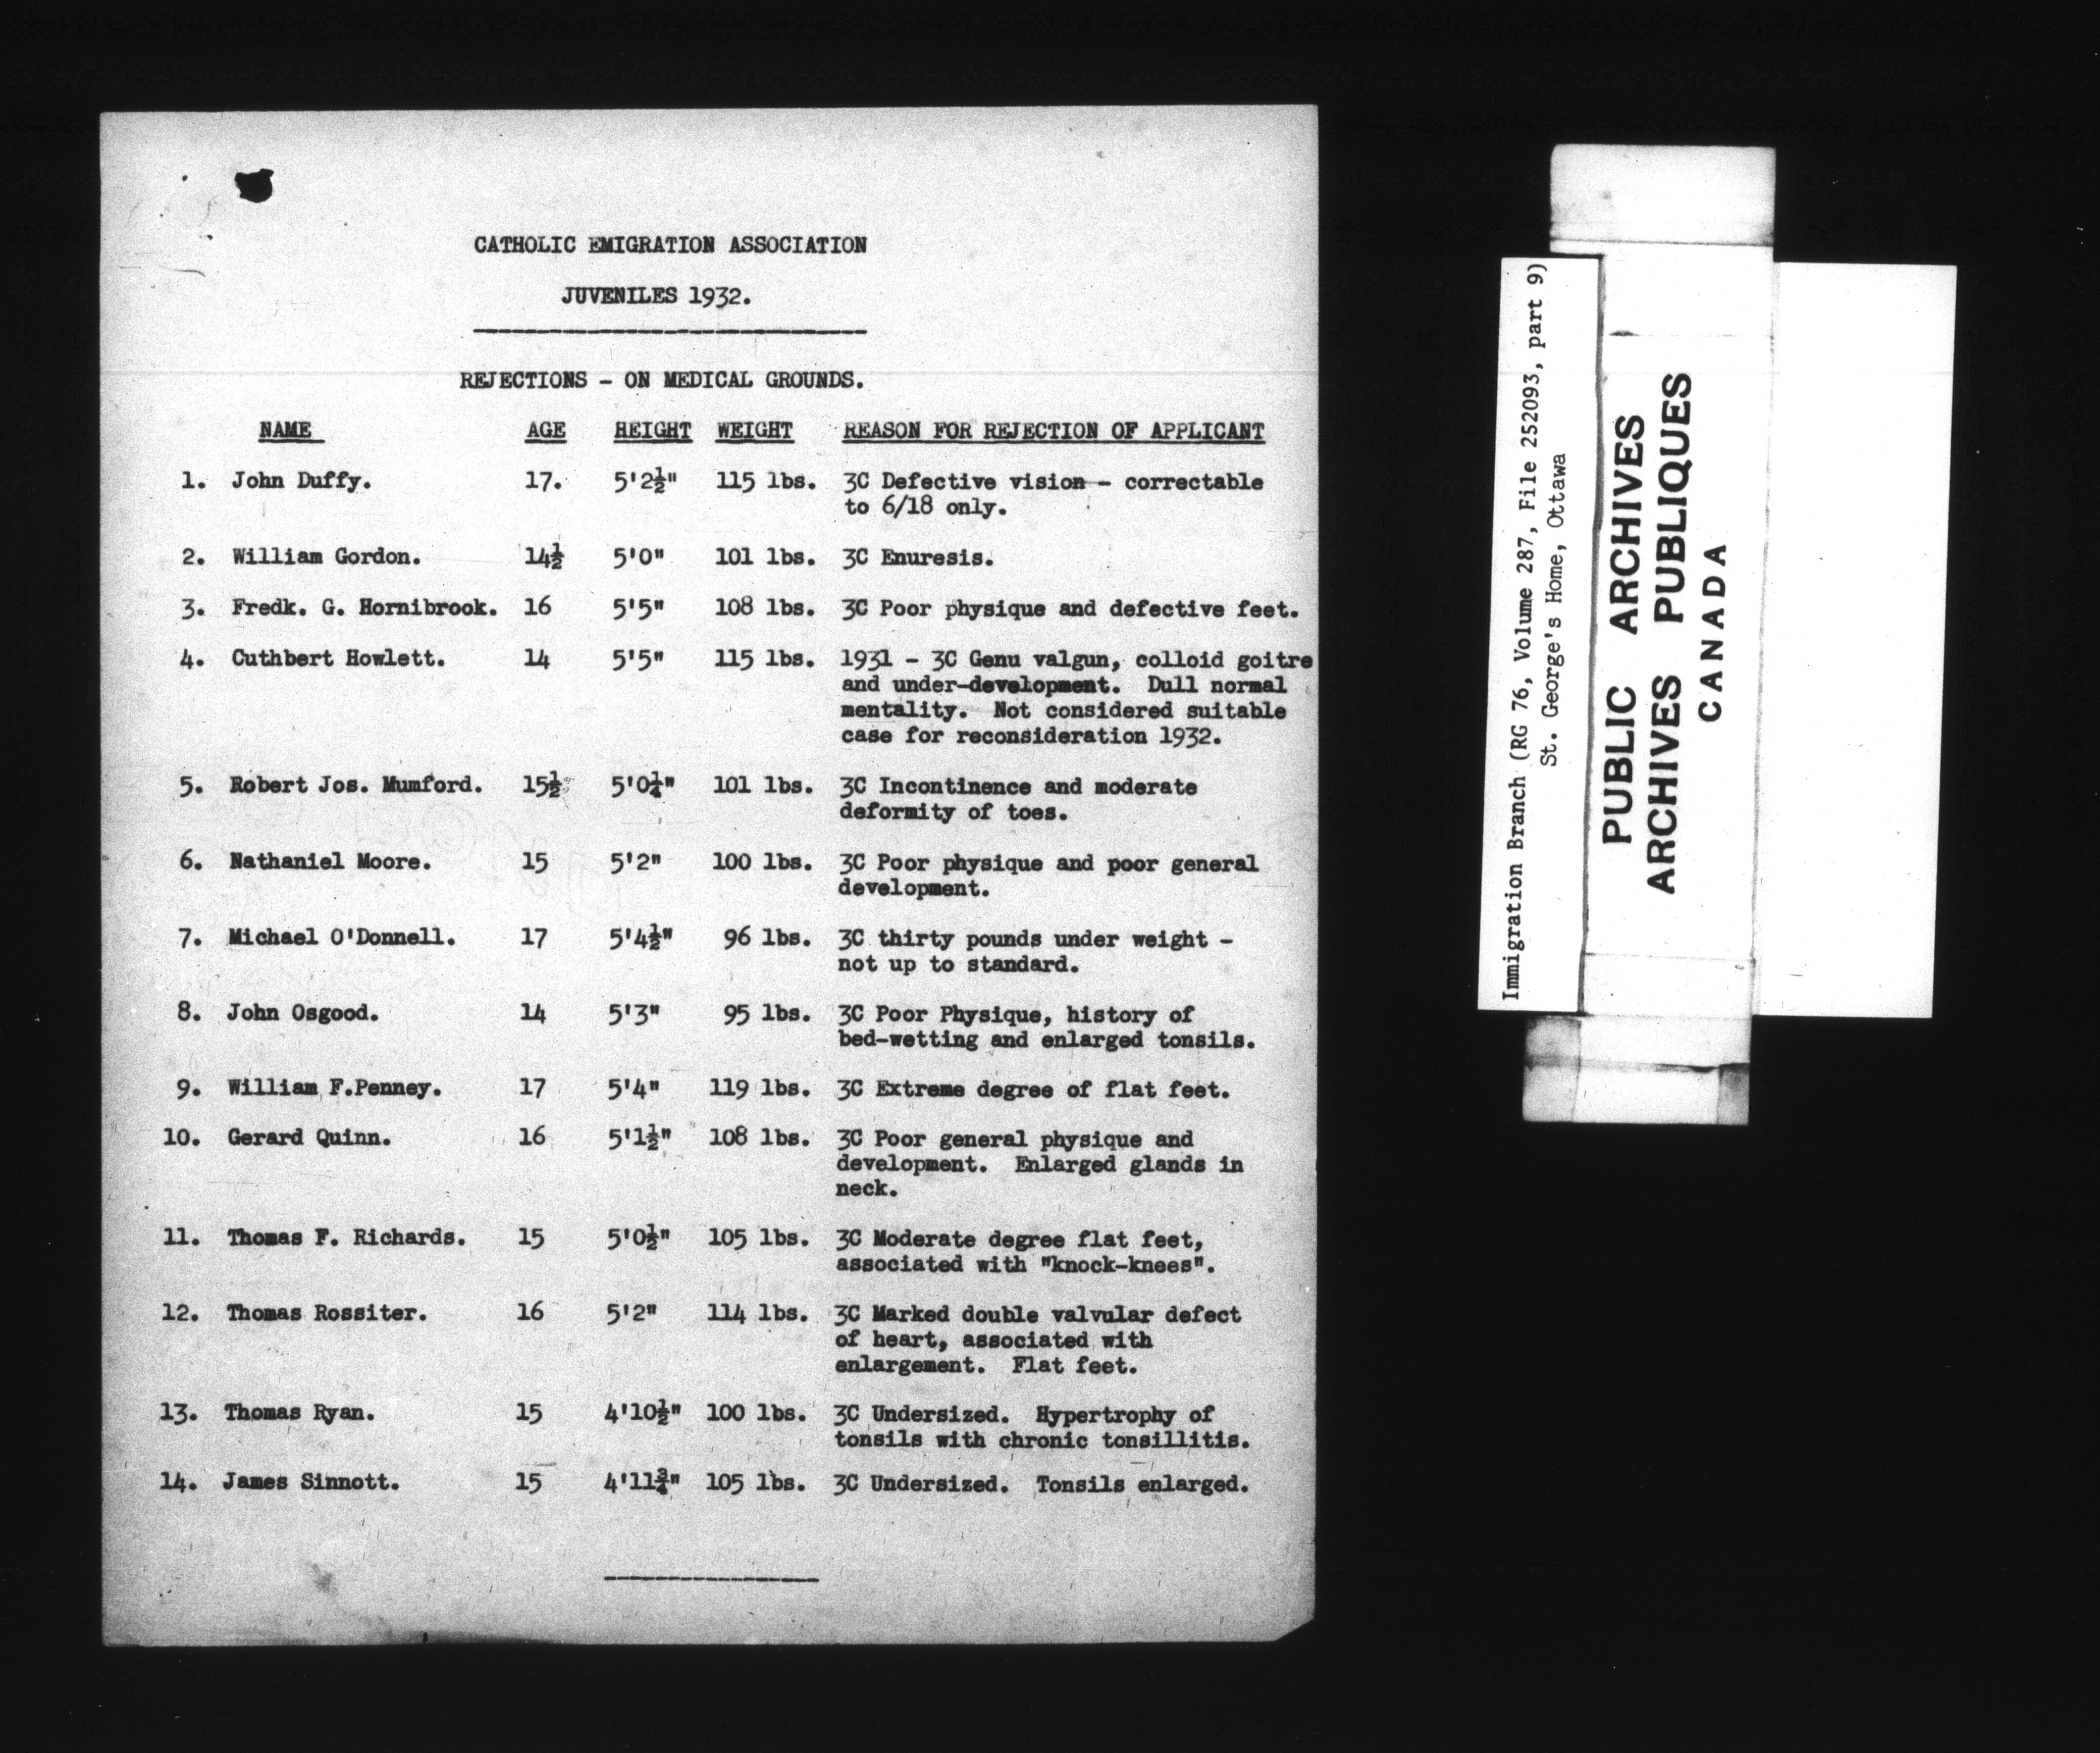 CATHOLIC EMIGRATION ASSOCIATION
JUVENILES 1932.
REJECTIONS - ON MEDICAL GROUNDS.
NAME AGE HEIGHT WEIGHT REASON FOR REJECTION OF APPLICANT
1. John Duffy. 17. 5'2½" 115 lbs. 3C Defective vision - correctable
to 6/18 only.
2. William Gordon. 14½ 5'0" 101 lbs. 3C Enuresis.
3. Fredk. G. Hornibrook. 16 5'5" 108 lbs. 3C Poor physique and defective feet.
4. Cuthbert Howlett. 14 5'5" 115 lbs. 1931 - 3C Genu valgun, colloid goitre
and under-development. Dull normal
mentality. Not considered suitable
case for reconsideration 1932.
5. Robert Jos. Mumford. 15½ 5'0¼" 101 lbs. 3C Incontinence and moderate
deformity of toes.
6. Nathaniel Moore. 15 5'2" 100 lbs. 3C Poor physique and poor general
development.
7. Michael O'Donnell. 17 5'4½" 96 lbs. 3C thirty pounds under weight -
not up to standard.
8. John Osgood. 14 5'3" 95 lbs. 3C Poor Physique, history of
bed-wetting and enlarged tonsils.
9. William F.Penney. 17 5'4" 119 lbs. 3C Extreme degree of flat feet.
10. Gerard Quinn. 16 5'1½" 108 lbs. 3C Poor general physique and
development. Enlarged glands in
neck.
11. Thomas F. Richards. 15 5'0½" 105 lbs. 3C Moderate degree flat feet,
associated with "knock-knees".
12. Thomas Rossiter. 16 5'2" 114 lbs. 3C Marked double valvular defect
of heart, associated with
enlargement. Flat feet.
13. Thomas Ryan. 15 4'10½" 100 lbs. 3C Undersized. Hypertrophy of
tonsils with chronic tonsillitis.
14. James Sinnott. 15 4'11¾" 105 lbs. 3C Undersized. Tonsils enlarged.
Immigration Branch (RG 76, Volume 287, File 252093, part 9)
St. George's Home, Ottawa
PUBLIC ARCHIVES
ARCHIVES PUBLIQUES
CANADA